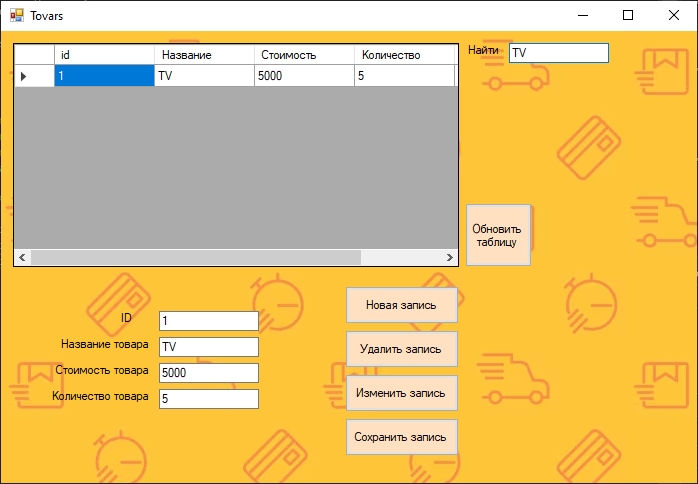 Tovars
id Название Стоимость Количество
1 TV 5000 5
Найти TV
Обновить
таблицу
ID 1
Название товара TV
Стоимость товара 5000
Количество товара 5
Новая запись
Удалить запись
Изменить запись
Сохранить запись